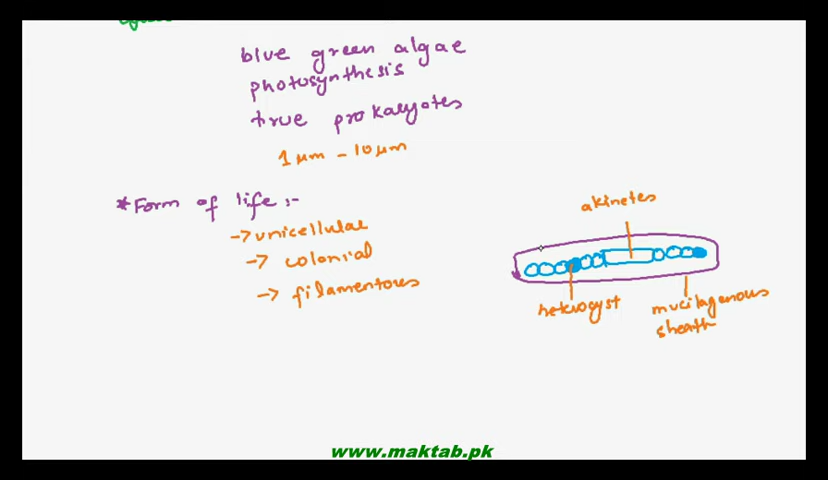 blue green algae
photosynthesis
true prokaryotes
1 µm - 10 µm
*Form of life :-
→ unicellular
→ colonial
→ filamentous
akinetes
hetrocyst
mucilagenous
sheath
www.maktab.pk